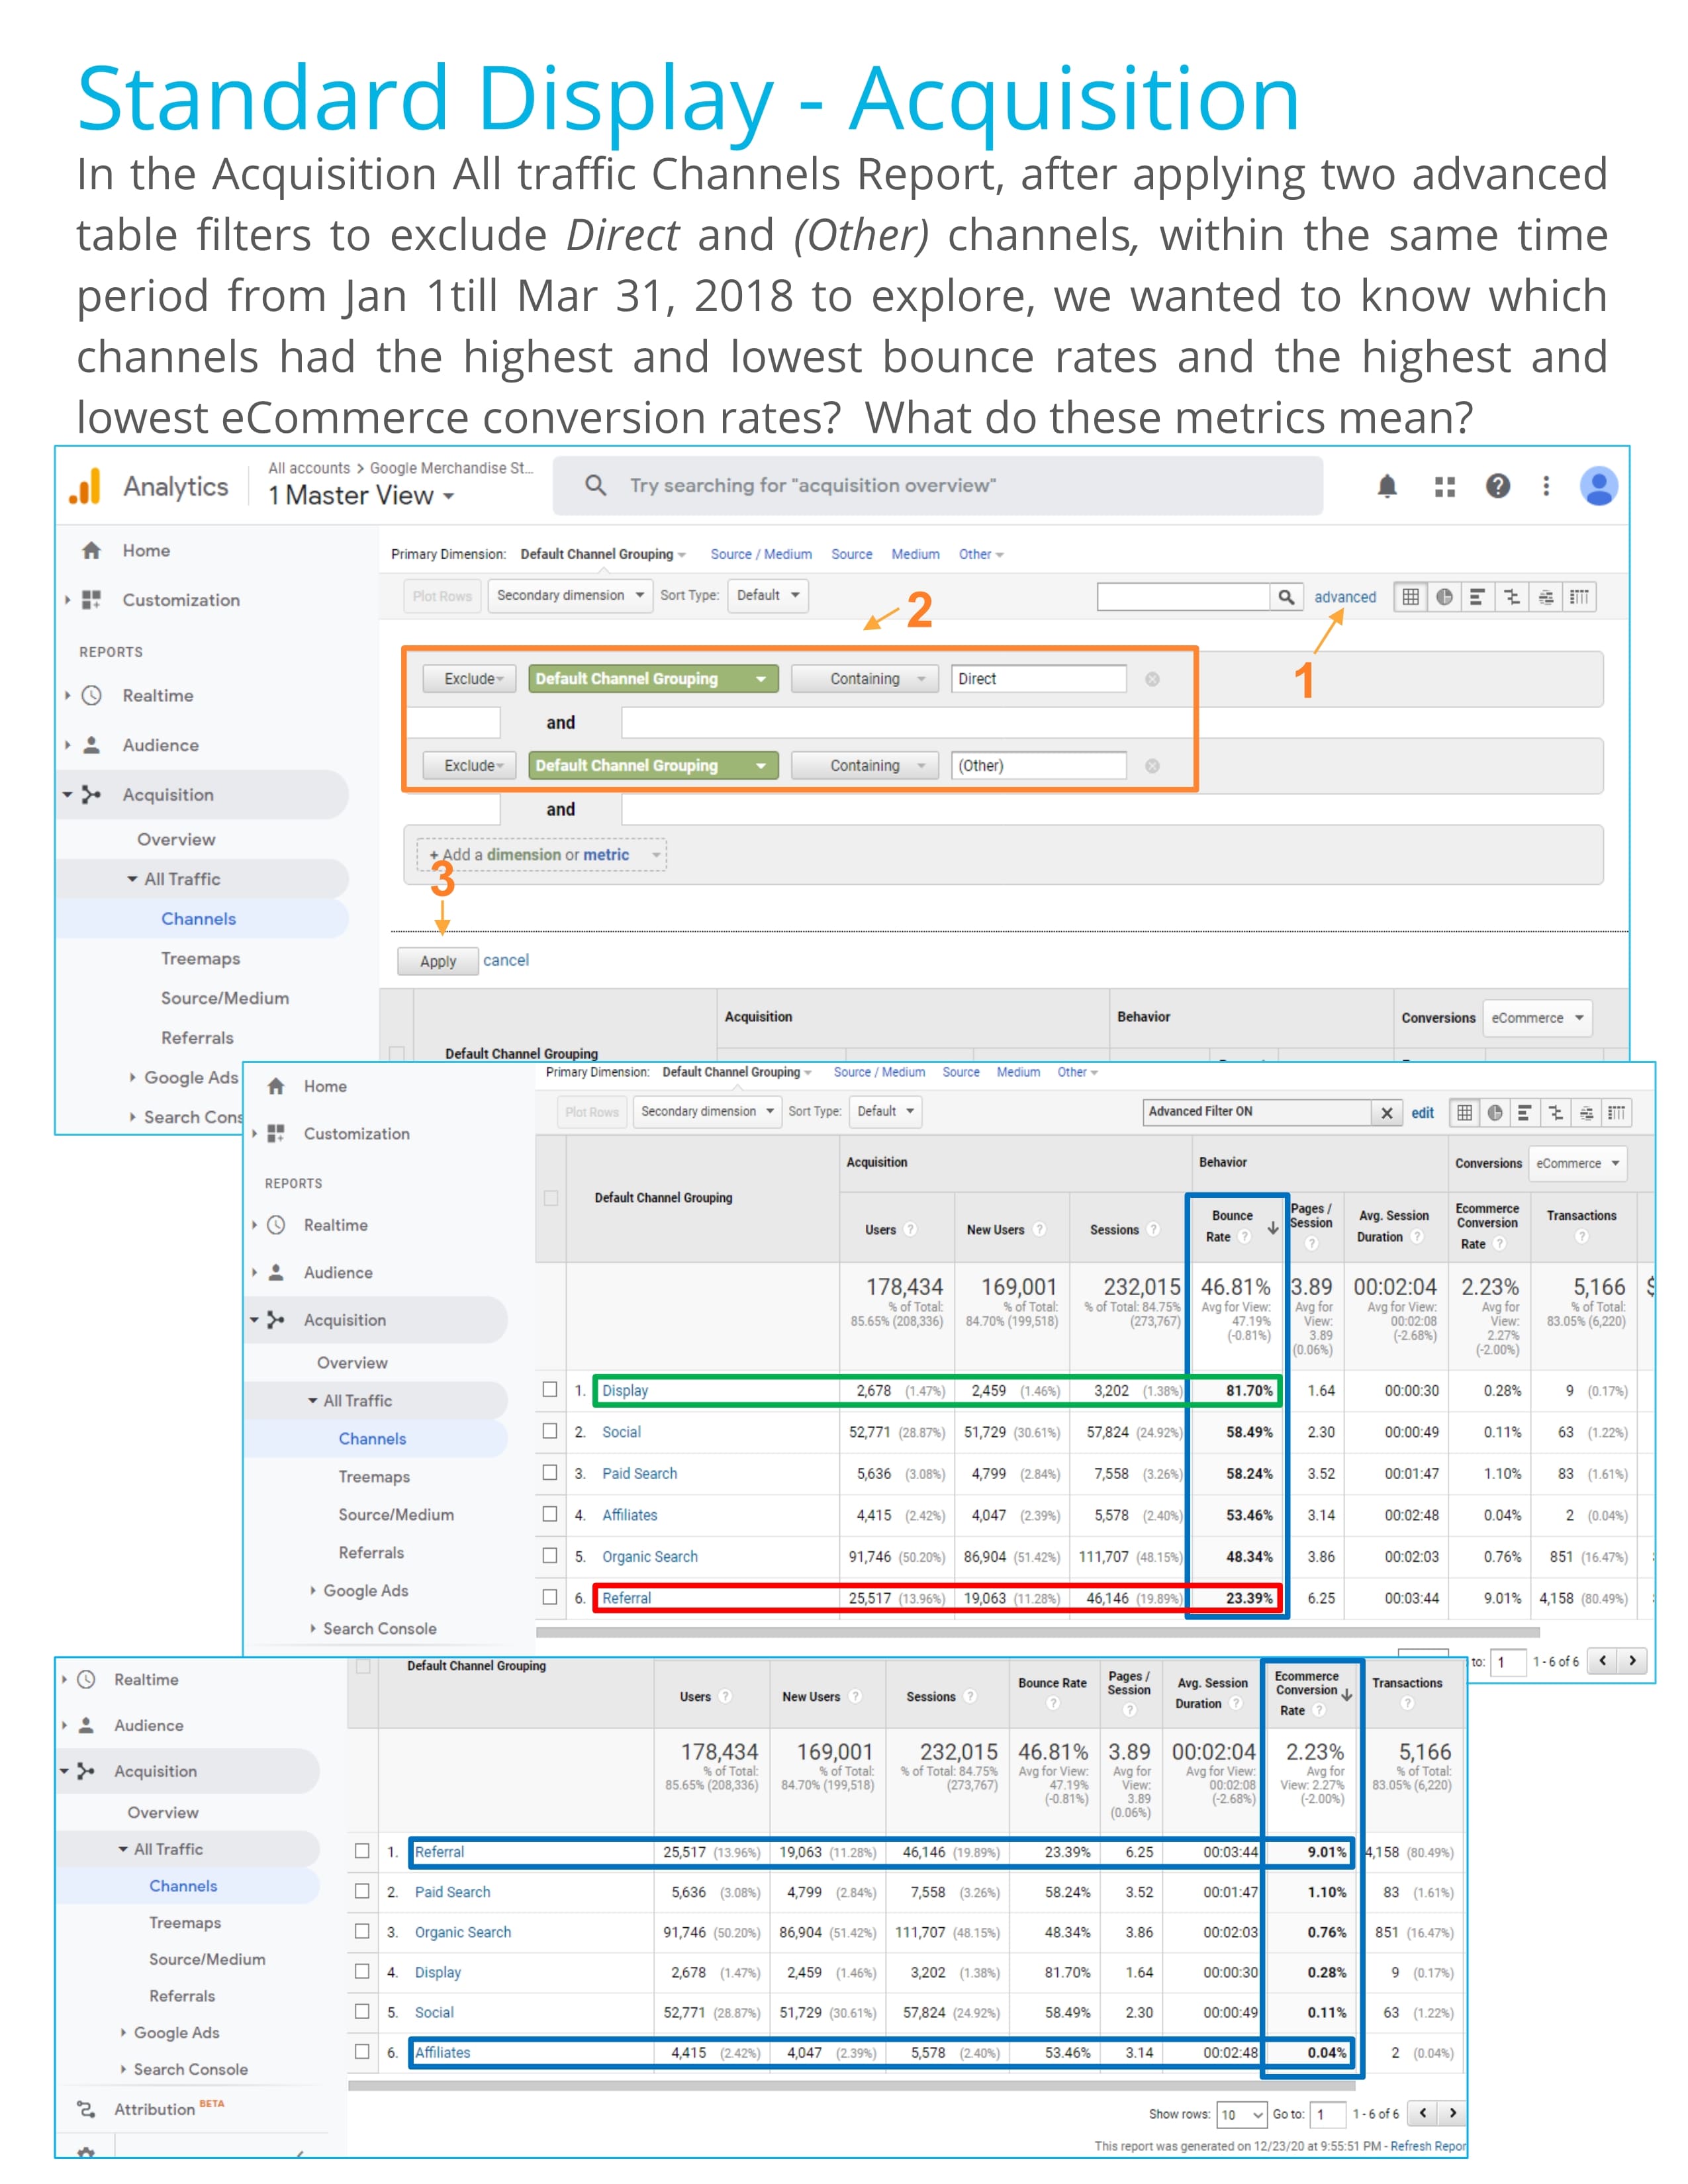 Standard Display - Acquisition
In the Acquisition All traffic Channels Report, after applying two advanced
table filters to exclude Direct and (Other) channels, within the same time
period from Jan 1till Mar 31, 2018 to explore, we wanted to know which
channels had the highest and lowest bounce rates and the highest and
lowest eCommerce conversion rates?  What do these metrics mean?
Analytics
All accounts > Google Merchandise St...
1 Master View
Try searching for "acquisition overview"
Home
Customization
REPORTS
Realtime
Audience
Acquisition
Overview
All Traffic
Channels
Treemaps
Source/Medium
Referrals
Google Ads
Search Cons
Primary Dimension: Default Channel Grouping Source / Medium Source Medium Other
Plot Rows Secondary dimension Sort Type: Default advanced
2
1
Exclude Default Channel Grouping Containing Direct
and
Exclude Default Channel Grouping Containing (Other)
and
+ Add a dimension or metric
3
Apply cancel
Acquisition Behavior Conversions eCommerce
Default Channel Grouping
Home
Customization
REPORTS
Realtime
Audience
Acquisition
Overview
All Traffic
Channels
Treemaps
Source/Medium
Referrals
Google Ads
Search Console
Primary Dimension: Default Channel Grouping Source / Medium Source Medium Other
Plot Rows Secondary dimension Sort Type: Default Advanced Filter ON edit
Acquisition Behavior Conversions eCommerce
Default Channel Grouping
Users ? New Users ? Sessions ? Bounce Rate ? Pages / Session ? Avg. Session Duration ? Ecommerce Conversion Rate ? Transactions ?
178,434 169,001 232,015 46.81% 3.89 00:02:04 2.23% 5,166 $
% of Total: 85.65% (208,336) % of Total: 84.70% (199,518) % of Total: 84.75% (273,767) Avg for View: 47.19% (-0.81%) Avg for View: 3.89 (0.06%) Avg for View: 00:02:08 (-2.68%) Avg for View: 2.27% (-2.00%) % of Total: 83.05% (6,220)
1. Display 2,678 (1.47%) 2,459 (1.46%) 3,202 (1.38%) 81.70% 1.64 00:00:30 0.28% 9 (0.17%)
2. Social 52,771 (28.87%) 51,729 (30.61%) 57,824 (24.92%) 58.49% 2.30 00:00:49 0.11% 63 (1.22%)
3. Paid Search 5,636 (3.08%) 4,799 (2.84%) 7,558 (3.26%) 58.24% 3.52 00:01:47 1.10% 83 (1.61%)
4. Affiliates 4,415 (2.42%) 4,047 (2.39%) 5,578 (2.40%) 53.46% 3.14 00:02:48 0.04% 2 (0.04%)
5. Organic Search 91,746 (50.20%) 86,904 (51.42%) 111,707 (48.15%) 48.34% 3.86 00:02:03 0.76% 851 (16.47%)
6. Referral 25,517 (13.96%) 19,063 (11.28%) 46,146 (19.89%) 23.39% 6.25 00:03:44 9.01% 4,158 (80.49%)
to: 1 1 - 6 of 6
Realtime
Audience
Acquisition
Overview
All Traffic
Channels
Treemaps
Source/Medium
Referrals
Google Ads
Search Console
Attribution BETA
Default Channel Grouping
Users ? New Users ? Sessions ? Bounce Rate ? Pages / Session ? Avg. Session Duration ? Ecommerce Conversion Rate ? Transactions ?
178,434 169,001 232,015 46.81% 3.89 00:02:04 2.23% 5,166
% of Total: 85.65% (208,336) % of Total: 84.70% (199,518) % of Total: 84.75% (273,767) Avg for View: 47.19% (-0.81%) Avg for View: 3.89 (0.06%) Avg for View: 00:02:08 (-2.68%) Avg for View: 2.27% (-2.00%) % of Total: 83.05% (6,220)
1. Referral 25,517 (13.96%) 19,063 (11.28%) 46,146 (19.89%) 23.39% 6.25 00:03:44 9.01% 4,158 (80.49%)
2. Paid Search 5,636 (3.08%) 4,799 (2.84%) 7,558 (3.26%) 58.24% 3.52 00:01:47 1.10% 83 (1.61%)
3. Organic Search 91,746 (50.20%) 86,904 (51.42%) 111,707 (48.15%) 48.34% 3.86 00:02:03 0.76% 851 (16.47%)
4. Display 2,678 (1.47%) 2,459 (1.46%) 3,202 (1.38%) 81.70% 1.64 00:00:30 0.28% 9 (0.17%)
5. Social 52,771 (28.87%) 51,729 (30.61%) 57,824 (24.92%) 58.49% 2.30 00:00:49 0.11% 63 (1.22%)
6. Affiliates 4,415 (2.42%) 4,047 (2.39%) 5,578 (2.40%) 53.46% 3.14 00:02:48 0.04% 2 (0.04%)
Show rows: 10 Go to: 1 1 - 6 of 6
This report was generated on 12/23/20 at 9:55:51 PM - Refresh Repor